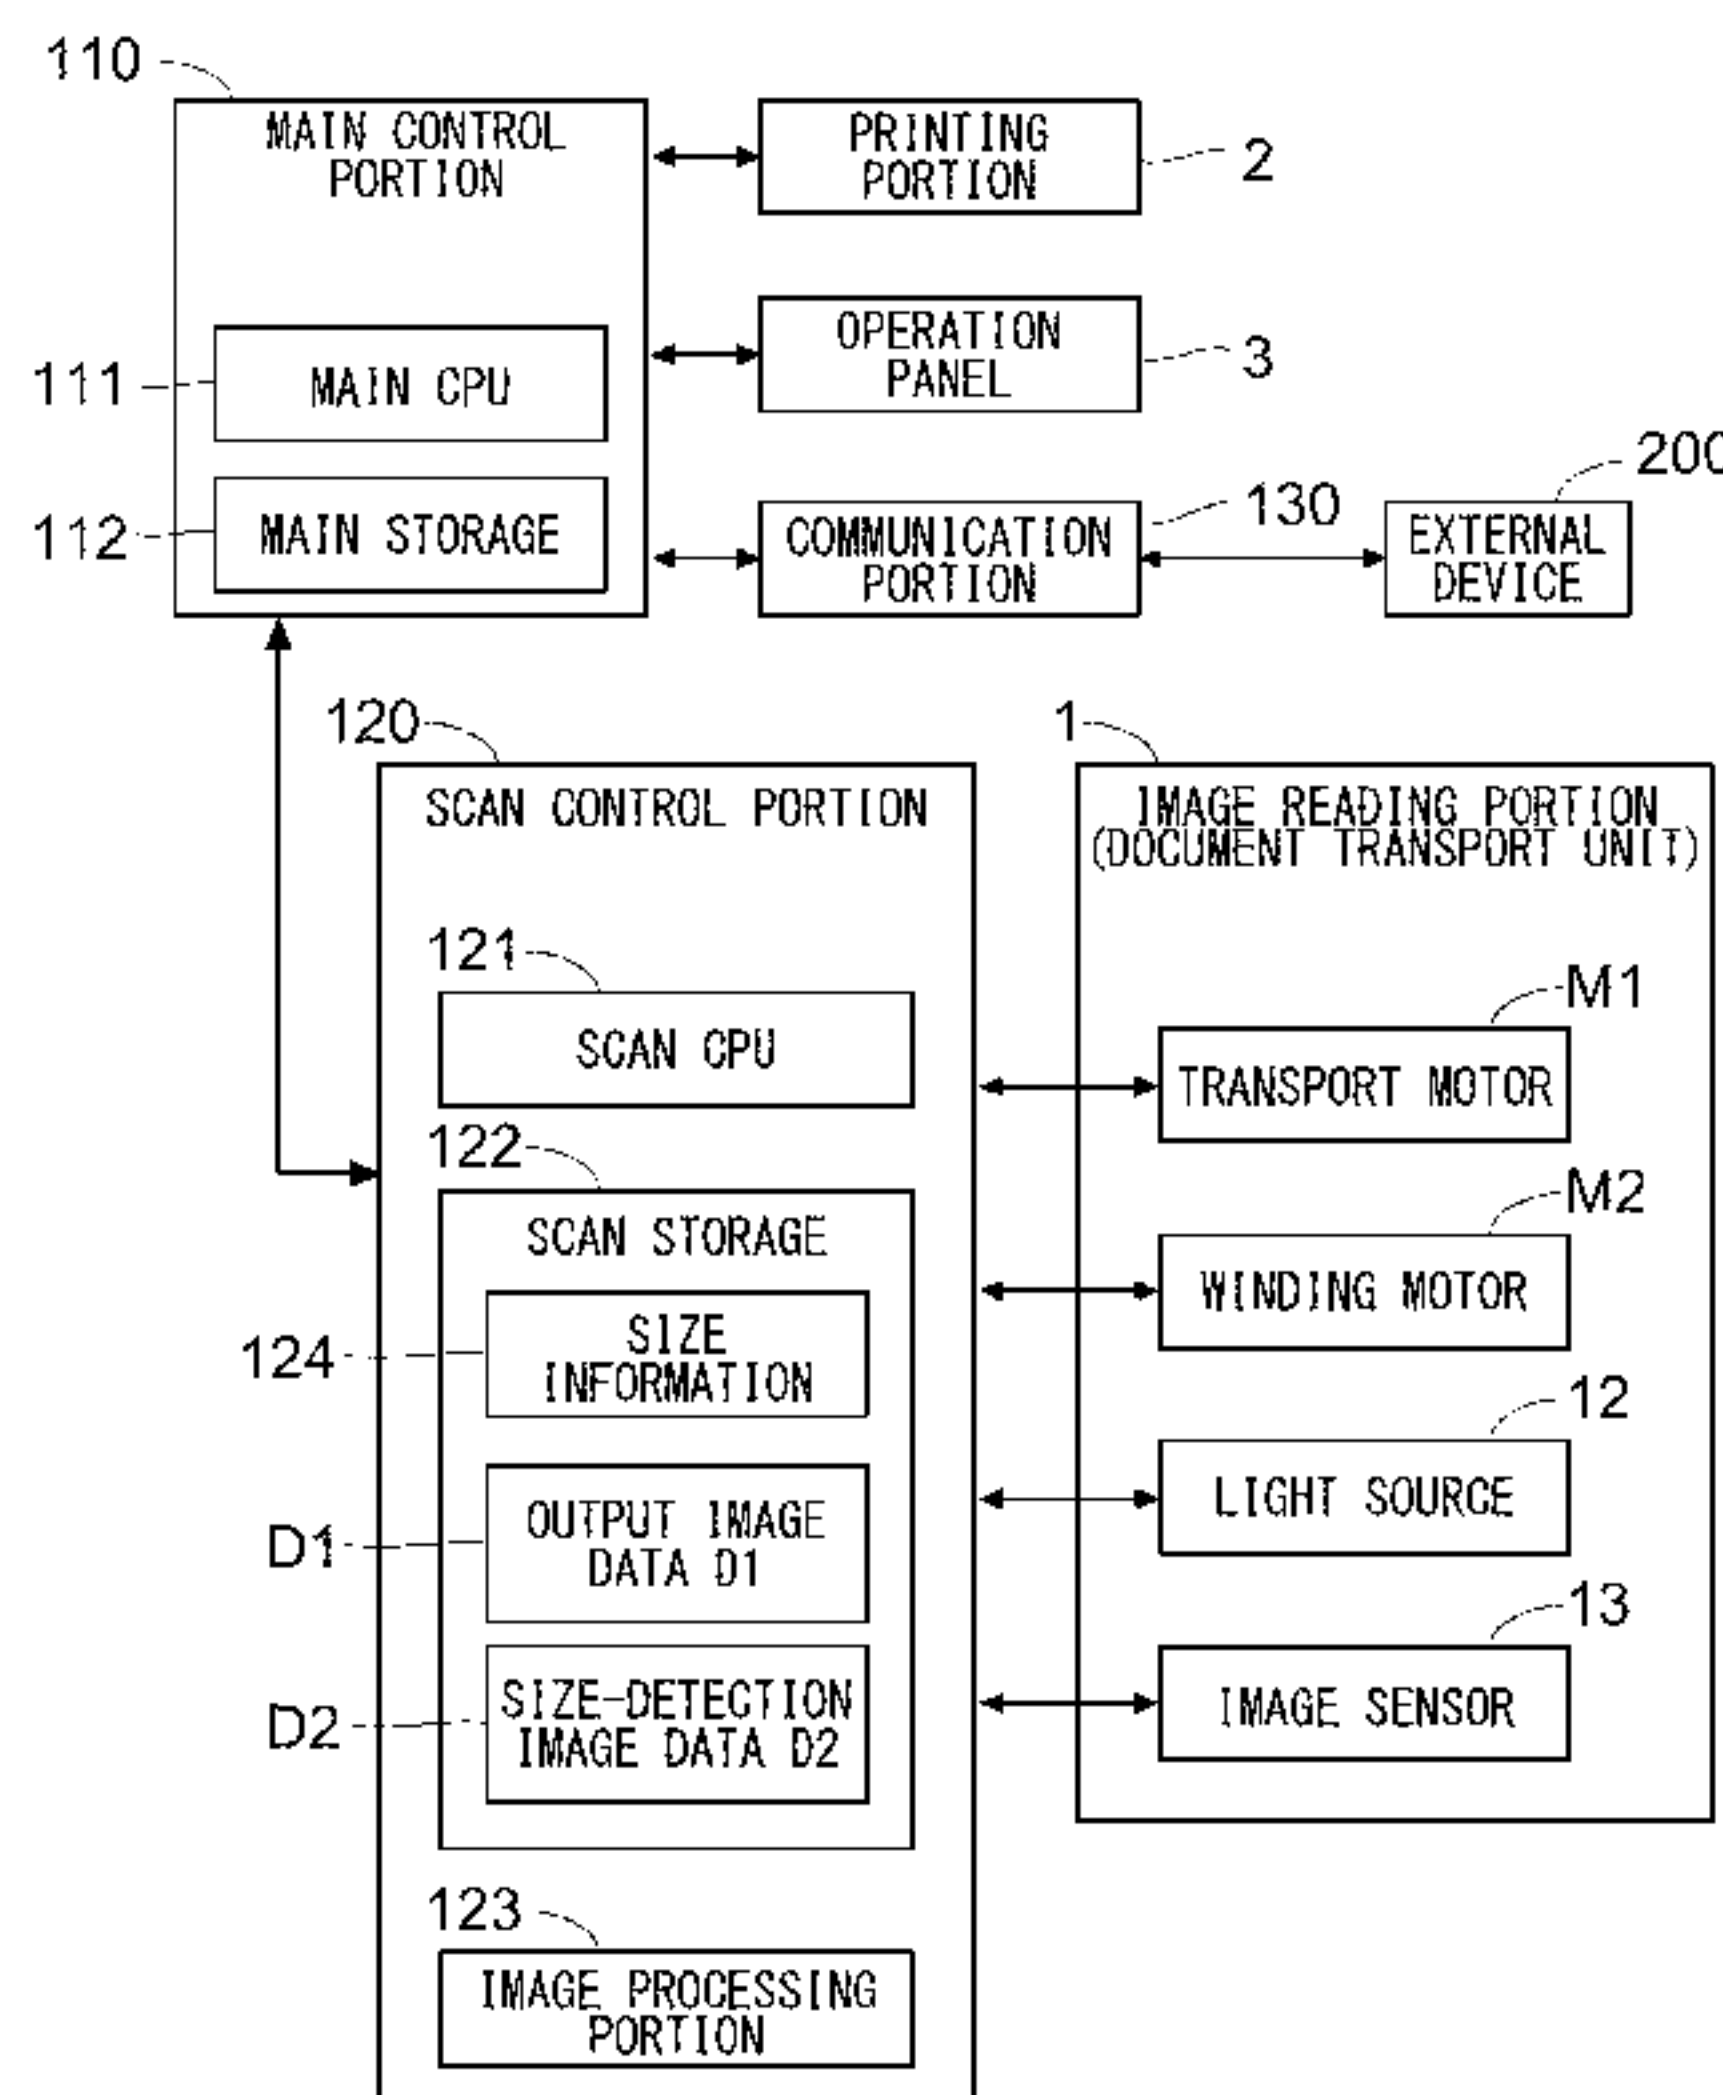 110
MAIN CONTROL
PORTION
PRINTING
PORTION
2
OPERATION
PANEL
3
111
MAIN CPU
112
MAIN STORAGE
COMMUNICATION
PORTION
130
200
EXTERNAL
DEVICE
120
SCAN CONTROL PORTION
121
SCAN CPU
122
SCAN STORAGE
124
SIZE
INFORMATION
D1
OUTPUT IMAGE
DATA D1
D2
SIZE-DETECTION
IMAGE DATA D2
123
IMAGE PROCESSING
PORTION
1
IMAGE READING PORTION
(DOCUMENT TRANSPORT UNIT)
M1
TRANSPORT MOTOR
M2
WINDING MOTOR
12
LIGHT SOURCE
13
IMAGE SENSOR